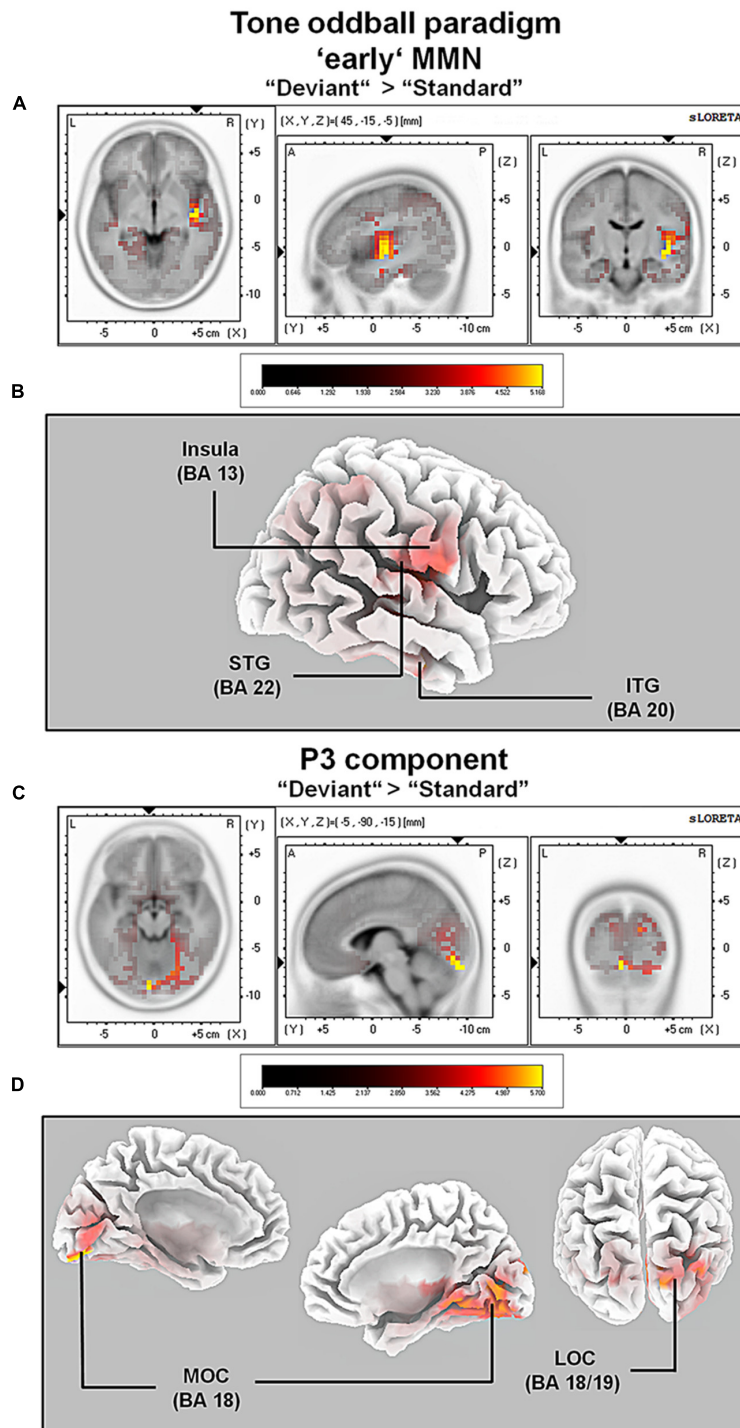 Tone oddball paradigm
‘early‘ MMN
“Deviant“ > “Standard”
A
L R (Y)
+5
0
-5
-10
-5 0 +5 cm (X)
(X, Y, Z)=( 45, -15, -5) [mm]
sLORETA
A P (Z)
+5
0
-5
(Y) +5 0 -5 -10 cm
L R (Z)
+5
0
-5
-5 0 +5 cm (X)
0.000 0.646 1.292 1.938 2.584 3.230 3.876 4.522 5.168
B
Insula
(BA 13)
STG
(BA 22)
ITG
(BA 20)
P3 component
“Deviant“ > “Standard”
C
L R (Y)
+5
0
-5
-10
-5 0 +5 cm (X)
(X, Y, Z)=( -5, -90, -15) [mm]
sLORETA
A P (Z)
+5
0
-5
(Y) +5 0 -5 -10 cm
L R (Z)
+5
0
-5
-5 0 +5 cm (X)
0.000 0.712 1.425 2.137 2.850 3.562 4.275 4.987 5.700
D
MOC
(BA 18)
LOC
(BA 18/19)